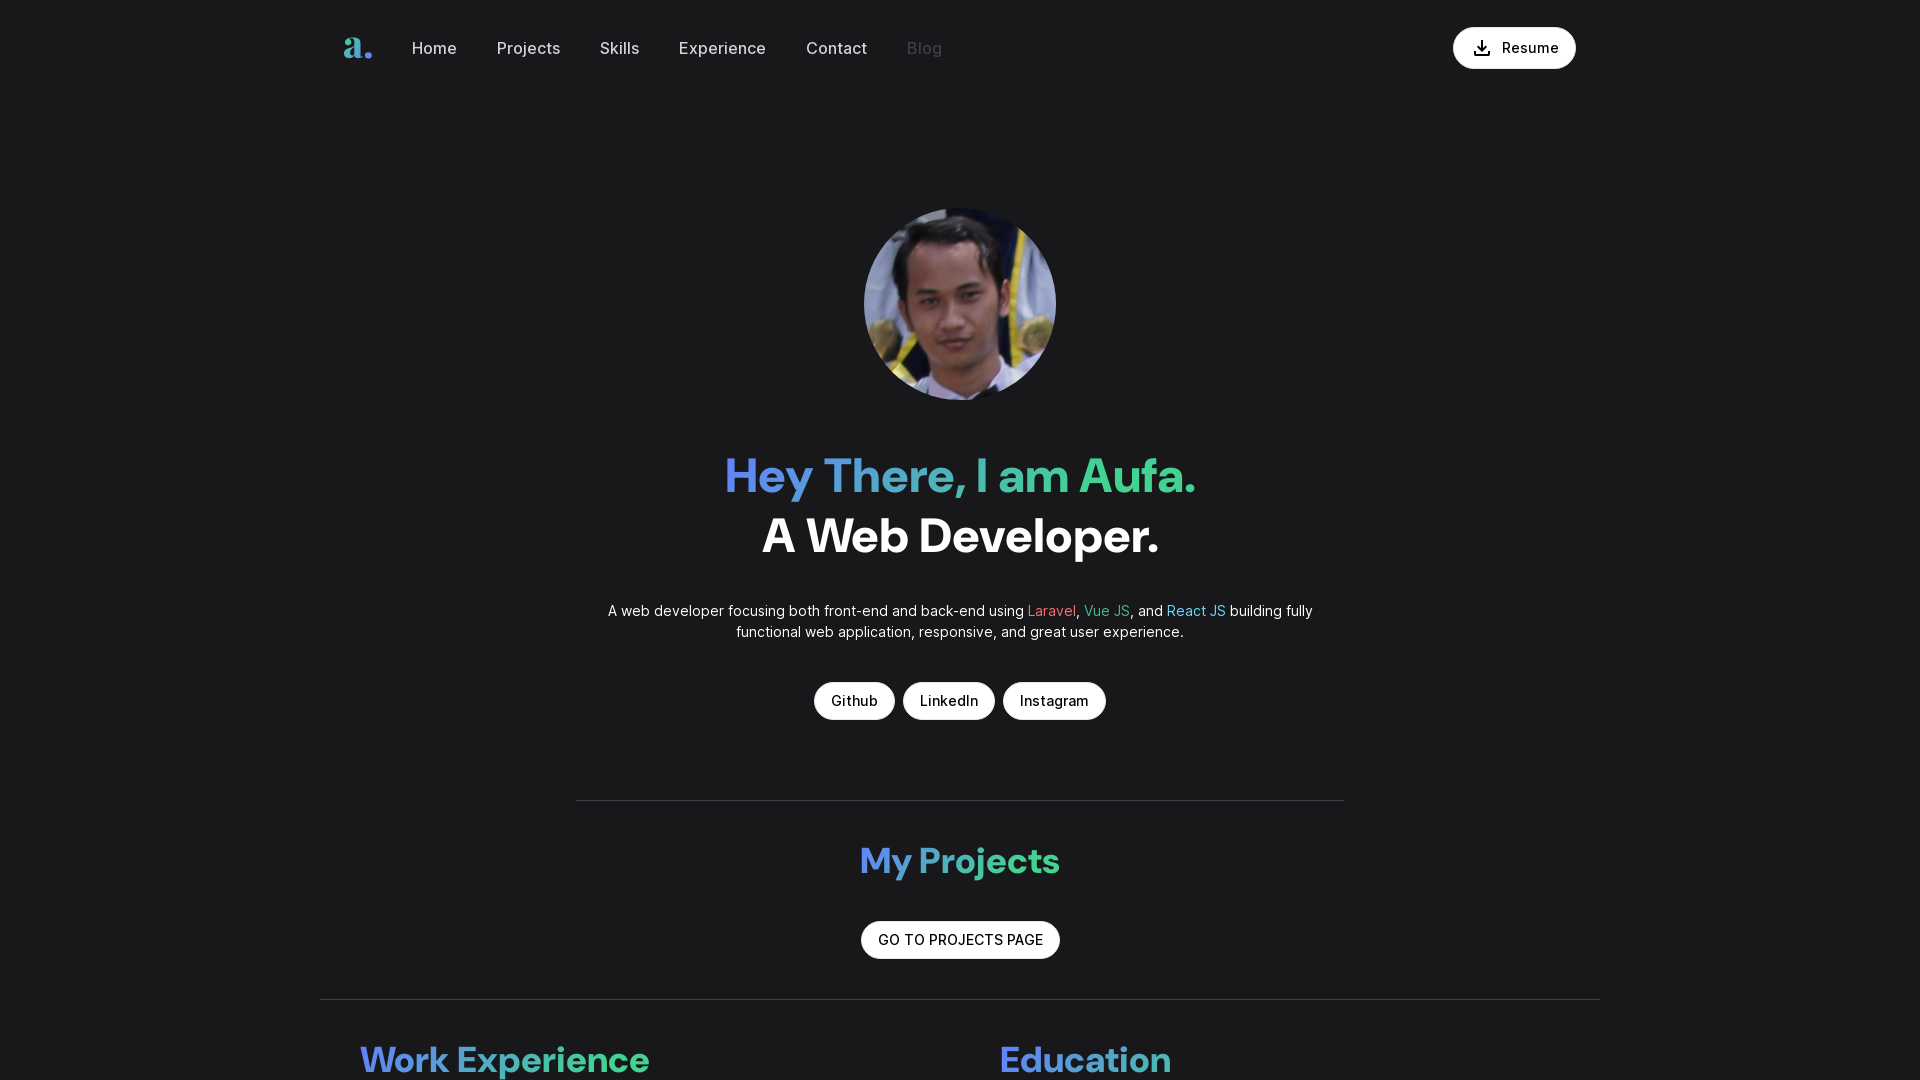 a.
Home
Projects
Skills
Experience
Contact
Blog
Resume
Hey There, I am Aufa.
A Web Developer.
A web developer focusing both front-end and back-end using Laravel, Vue JS, and React JS building fully
functional web application, responsive, and great user experience.
Github
LinkedIn
Instagram
My Projects
GO TO PROJECTS PAGE
Work Experience
Education